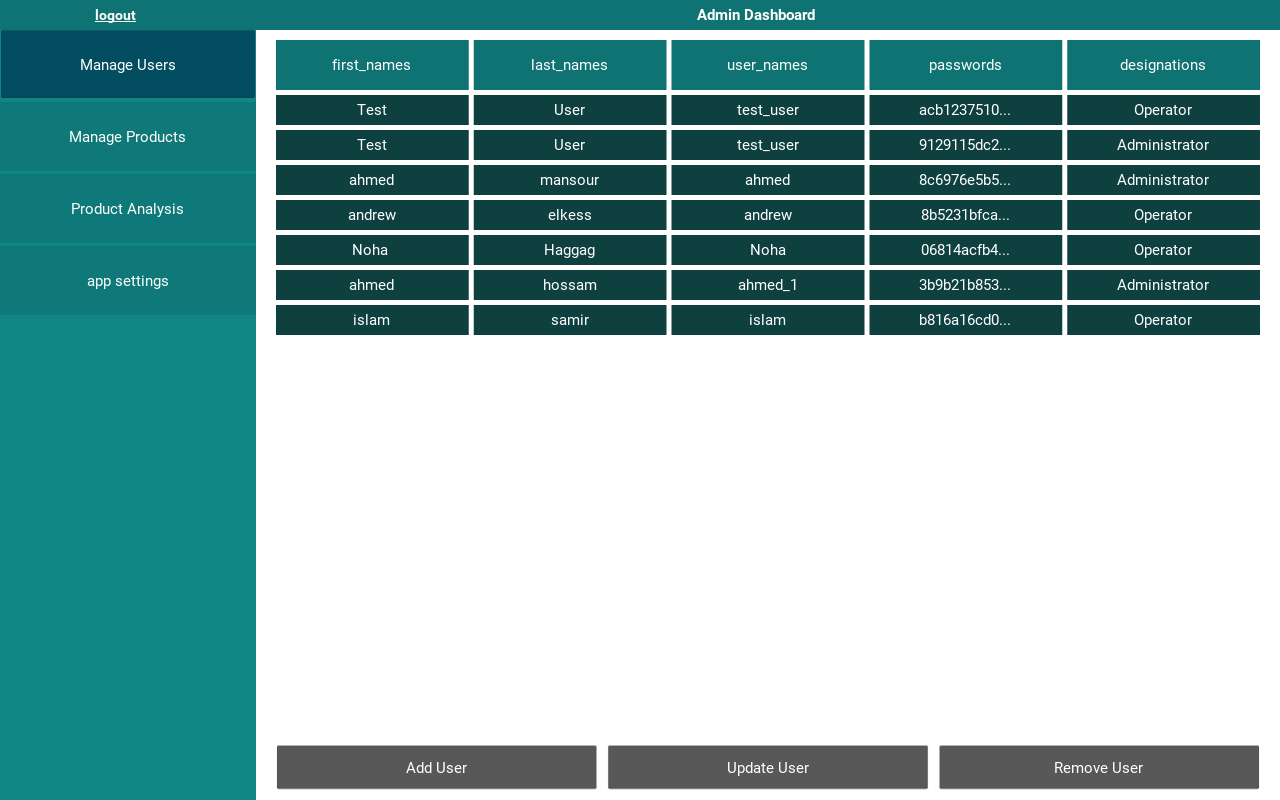 logout Admin Dashboard
Manage Users
Manage Products
Product Analysis
app settings
first_names last_names user_names passwords designations
Test User test_user acb1237510... Operator
Test User test_user 9129115dc2... Administrator
ahmed mansour ahmed 8c6976e5b5... Administrator
andrew elkess andrew 8b5231bfca... Operator
Noha Haggag Noha 06814acfb4... Operator
ahmed hossam ahmed_1 3b9b21b853... Administrator
islam samir islam b816a16cd0... Operator
Add User Update User Remove User